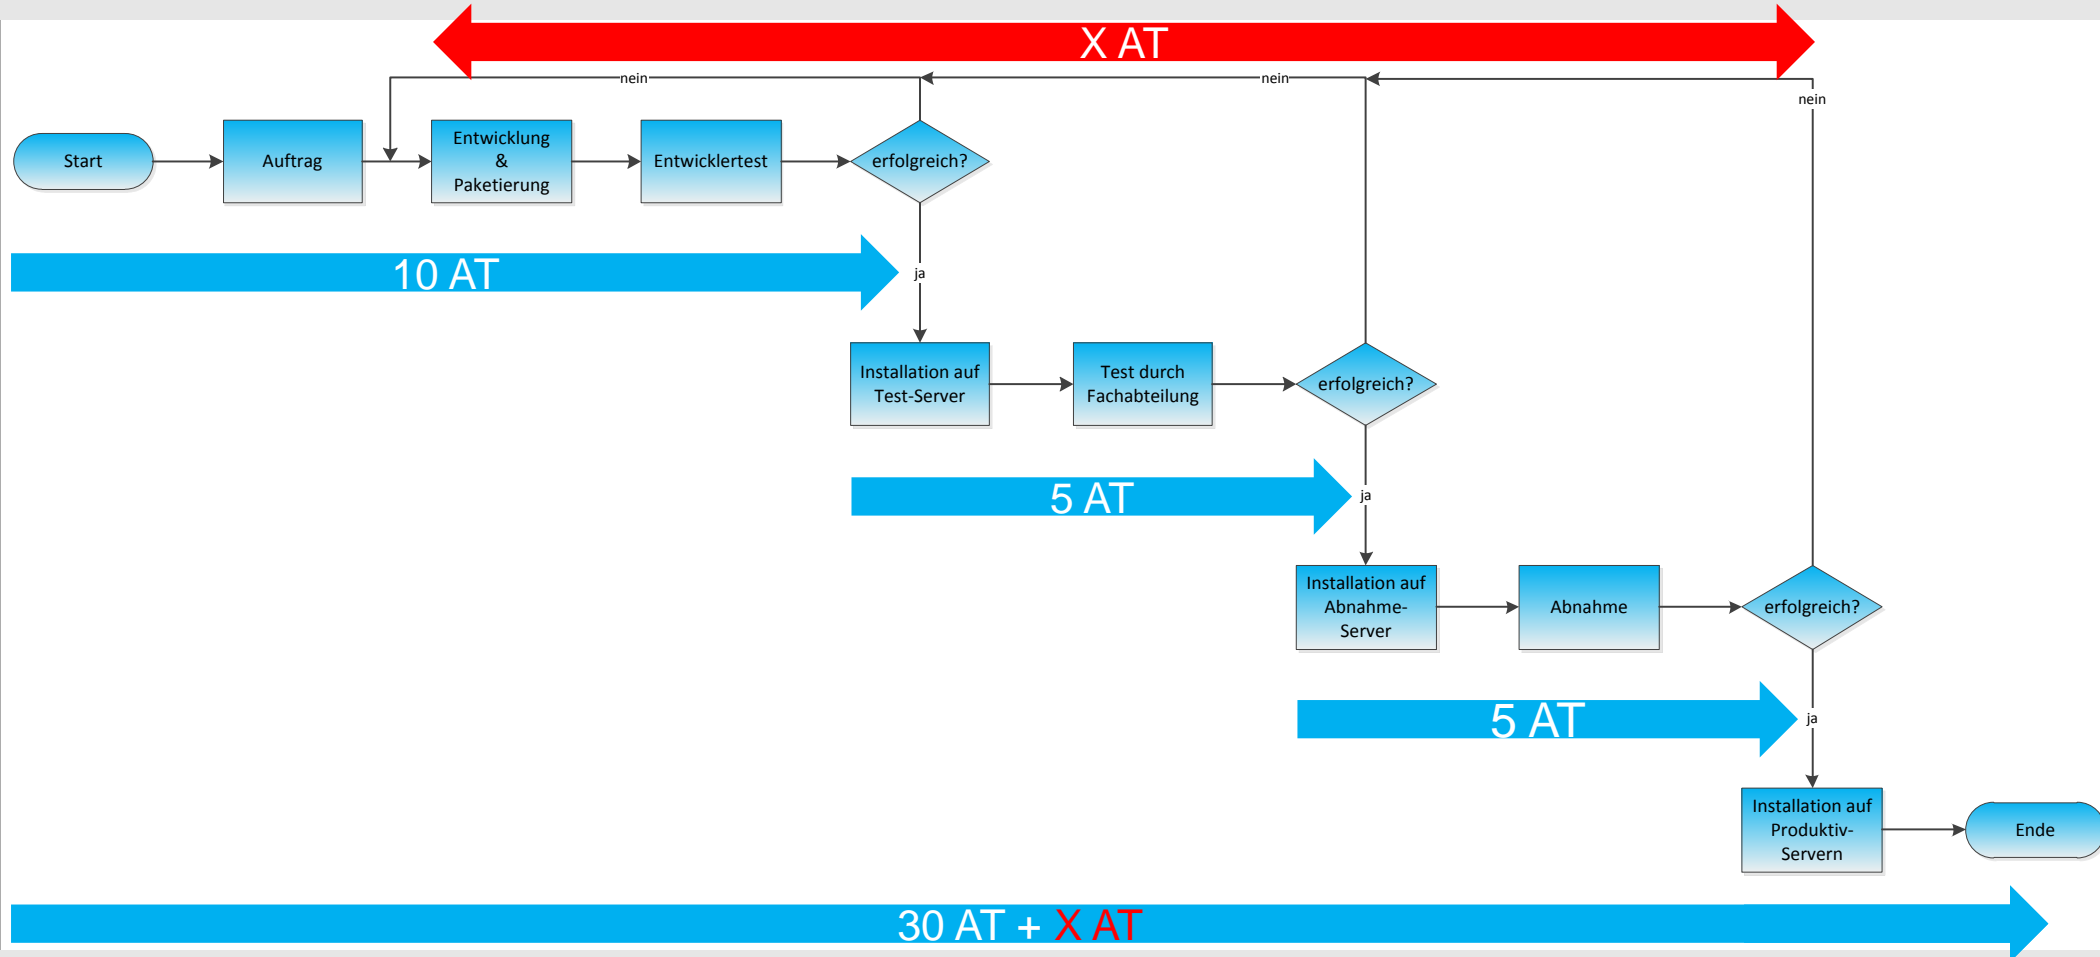 X AT
nein
nein
nein
Start
Auftrag
Entwicklung
&
Paketierung
Entwicklertest
erfolgreich?
10 AT
ja
Installation auf
Test-Server
Test durch
Fachabteilung
erfolgreich?
5 AT
ja
Installation auf
Abnahme-
Server
Abnahme
erfolgreich?
5 AT
ja
Installation auf
Produktiv-
Servern
Ende
30 AT + X AT